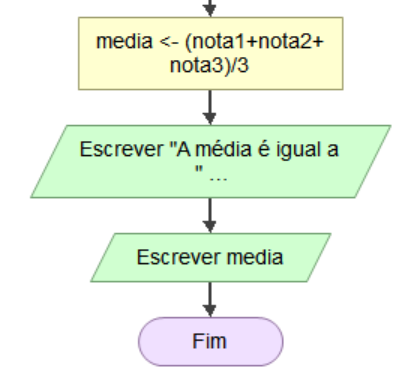 media <- (nota1+nota2+
nota3)/3
Escrever "A média é igual a
" ...
Escrever media
Fim